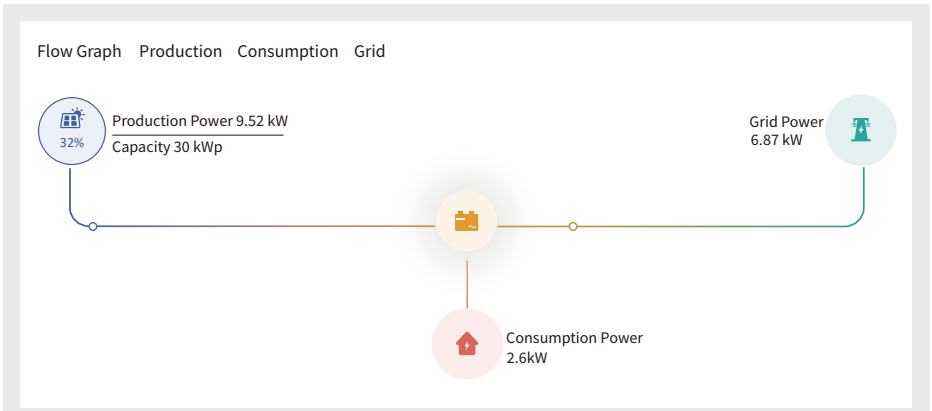 Flow Graph Production Consumption Grid
32%
Production Power 9.52 kW
Capacity 30 kWp
Grid Power
6.87 kW
Consumption Power
2.6kW